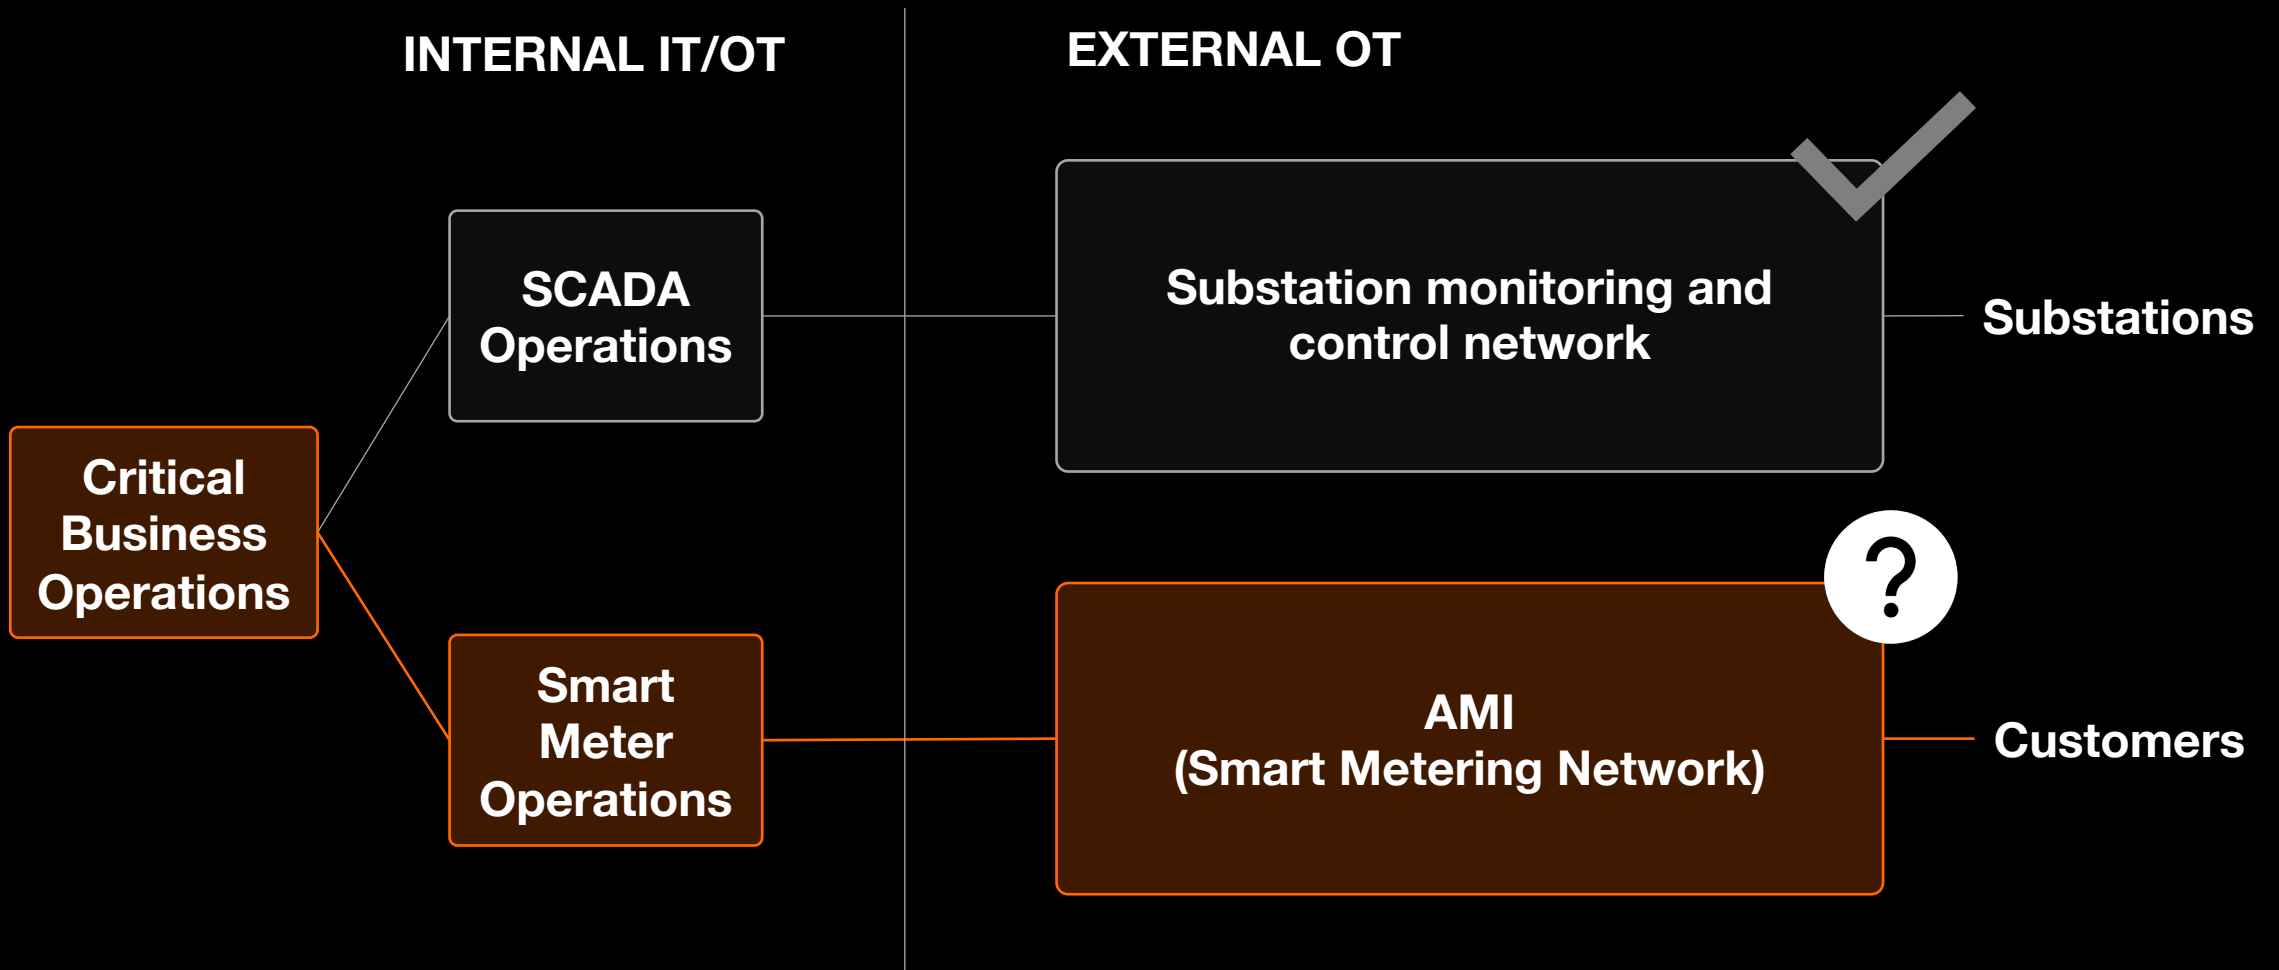 INTERNAL IT/OT
EXTERNAL OT
SCADA
Operations
Substation monitoring and
control network
Substations
Critical
Business
Operations
?
Smart
Meter
Operations
AMI
(Smart Metering Network)
Customers